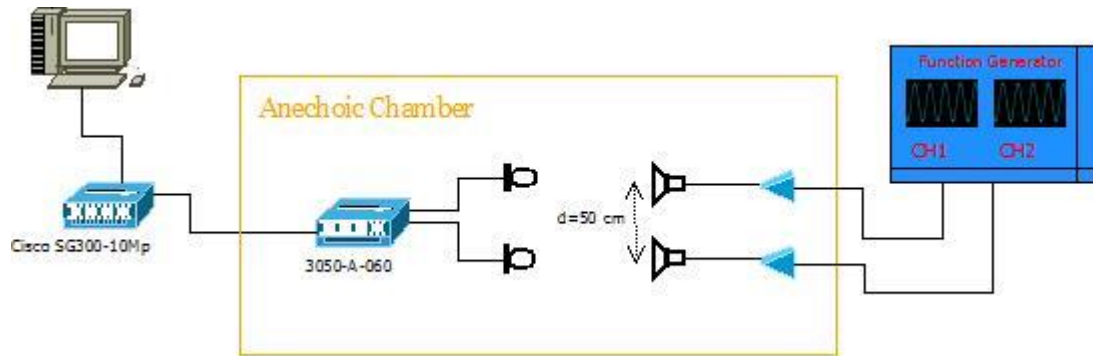 Function Generator
CH1 CH2
Anechoic Chamber
d=50 cm
Cisco SG300-10Mp
3050-A-060